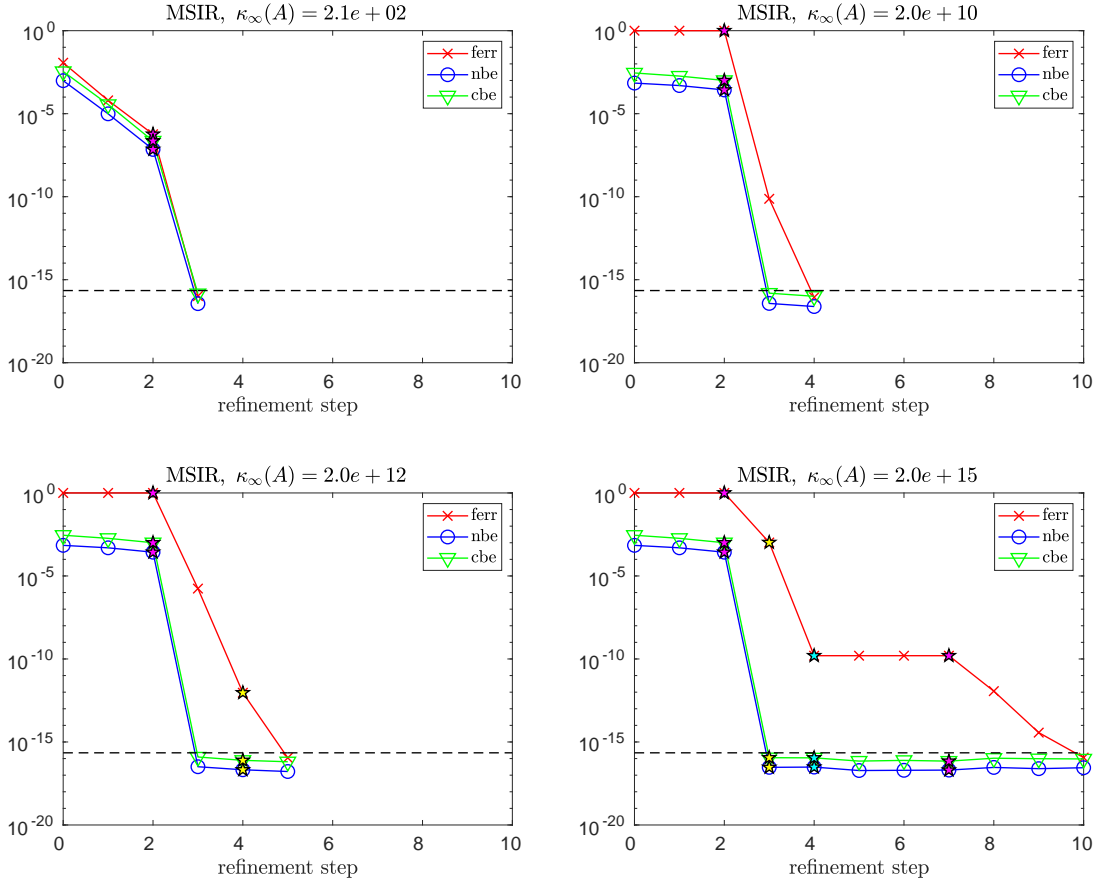 MSIR, κ∞(A) = 2.1e + 02
10^0
10^-5
10^-10
10^-15
10^-20
0 2 4 6 8 10
refinement step
ferr
nbe
cbe
MSIR, κ∞(A) = 2.0e + 10
10^0
10^-5
10^-10
10^-15
10^-20
0 2 4 6 8 10
refinement step
ferr
nbe
cbe
MSIR, κ∞(A) = 2.0e + 12
10^0
10^-5
10^-10
10^-15
10^-20
0 2 4 6 8 10
refinement step
ferr
nbe
cbe
MSIR, κ∞(A) = 2.0e + 15
10^0
10^-5
10^-10
10^-15
10^-20
0 2 4 6 8 10
refinement step
ferr
nbe
cbe